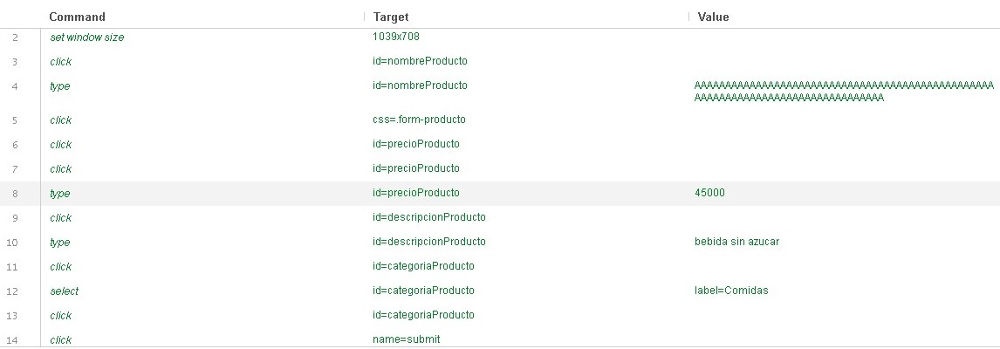 Command Target Value
2 set window size 1039x708
3 click id=nombreProducto
4 type id=nombreProducto AAAAAAAAAAAAAAAAAAAAAAAAAAAAAAAAAAAAAAAAAAAAAAAAA
AAAAAAAAAAAAAAAAAAAAAAAAAAAAAAA
5 click css=.form-producto
6 click id=precioProducto
7 click id=precioProducto
8 type id=precioProducto 45000
9 click id=descripcionProducto
10 type id=descripcionProducto bebida sin azucar
11 click id=categoriaProducto
12 select id=categoriaProducto label=Comidas
13 click id=categoriaProducto
14 click name=submit